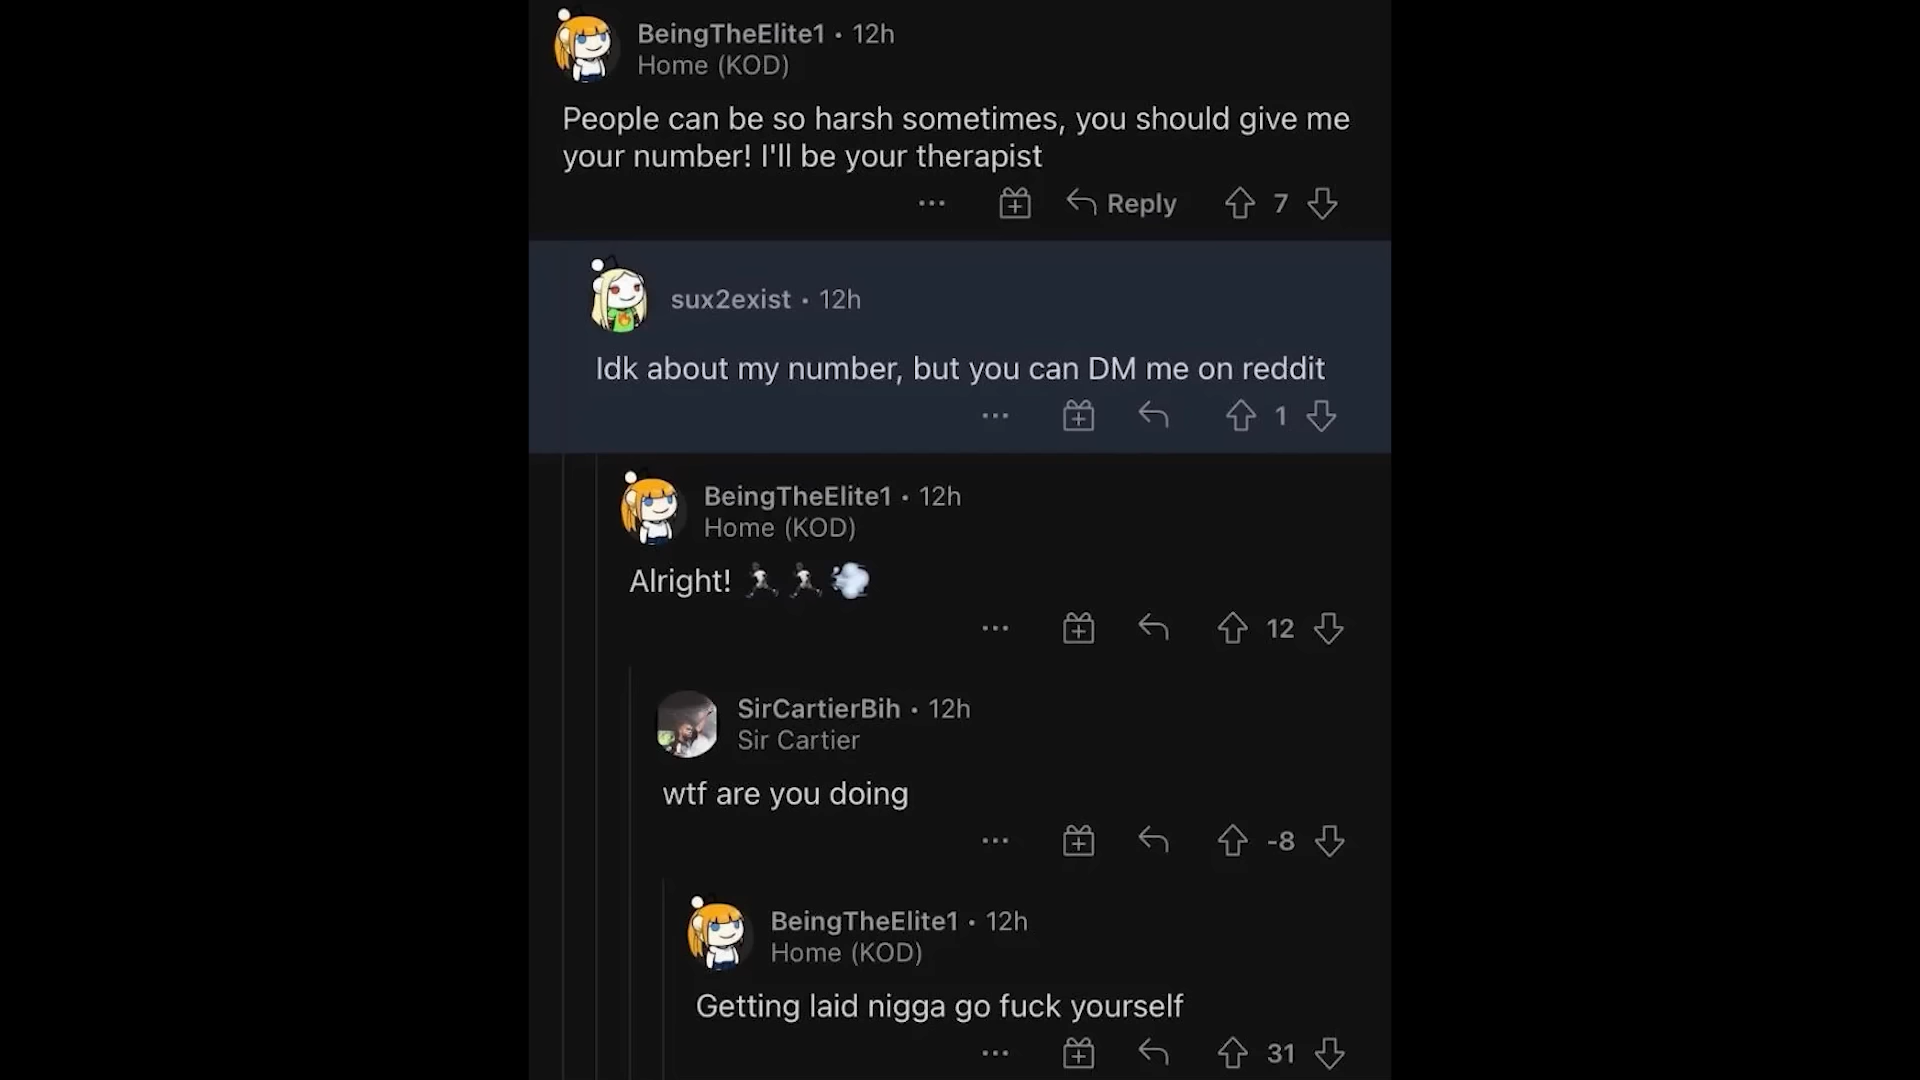 BeingTheElite1 • 12h
Home (KOD)
People can be so harsh sometimes, you should give me
your number! I'll be your therapist
... Reply 7
sux2exist • 12h
Idk about my number, but you can DM me on reddit
... 1
BeingTheElite1 • 12h
Home (KOD)
Alright! 🏃🏿🏃🏿💨
... 12
SirCartierBih • 12h
Sir Cartier
wtf are you doing
... -8
BeingTheElite1 • 12h
Home (KOD)
Getting laid nigga go fuck yourself
... 31